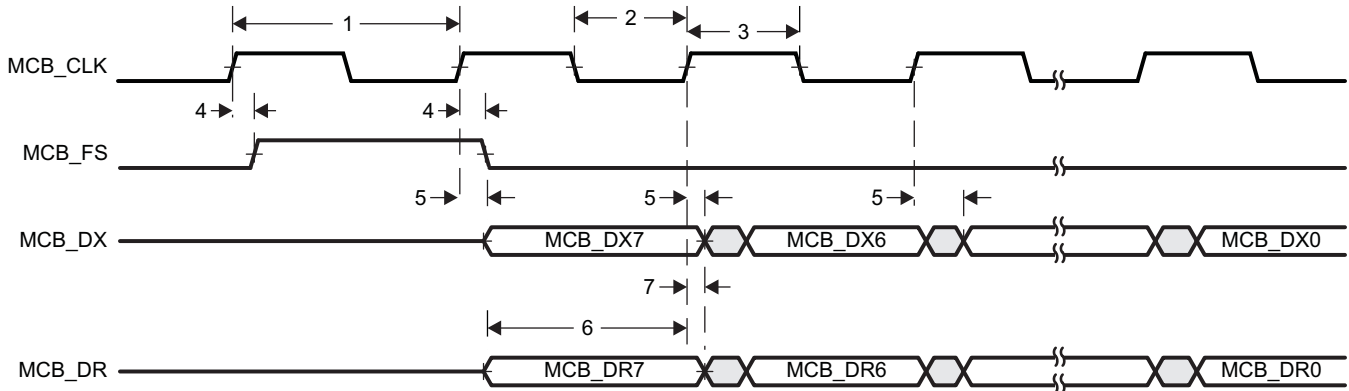 1
2
3
MCB_CLK
4
4
MCB_FS
5
5
5
MCB_DX
MCB_DX7
MCB_DX6
MCB_DX0
7
6
MCB_DR
MCB_DR7
MCB_DR6
MCB_DR0